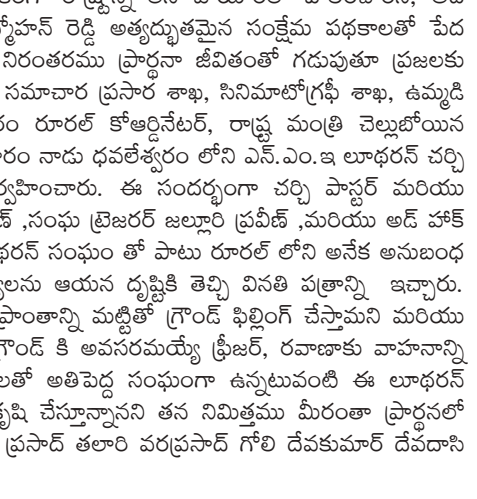 మోహన్ రెడ్డి అత్యద్భుతమైన సంక్షేమ పథకాలతో పేద
నిరంతరము ప్రార్థనా జీవితంతో గడుపుతూ ప్రజలకు
సమాచార ప్రసార శాఖ, సినిమాటోగ్రఫీ శాఖ, ఉమ్మడి
రూరల్ కోఆర్డినేటర్, రాష్ట్ర మంత్రి చెల్లుబోయిన
నాడు ధవలేశ్వరం లోని ఎన్.ఎం.ఇ లూథరన్ చర్చి
ర్వహించారు. ఈ సందర్భంగా చర్చి పాస్టర్ మరియు
,సంఘ ట్రెజరర్ జల్లూరి ప్రవీణ్ ,మరియు అడ్ హాక్
థరన్ సంఘం తో పాటు రూరల్ లోని అనేక అనుబంధ
లను ఆయన దృష్టికి తెచ్చి వినతి పత్రాన్ని ఇచ్చారు.
ప్రాంతాన్ని మట్టితో గ్రౌండ్ ఫిల్లింగ్ చేస్తామని మరియు
గ్రౌండ్ కి అవసరమయ్యే ఫ్రీజర్, రవాణాకు వాహనాన్ని
లతో అతిపెద్ద సంఘంగా ఉన్నటువంటి ఈ లూథరన్
కృషి చేస్తూన్నానని తన నిమిత్తము మీరంతా ప్రార్థనలో
ప్రసాద్ తలారి వరప్రసాద్ గోలి దేవకుమార్ దేవదాసి